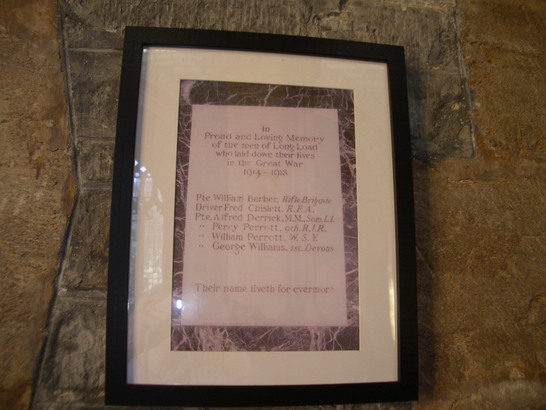 In
Proud and Loving Memory
of the men of Long Load
who laid down their lives
in the Great War
1914 - 1918
Pte. William Barber, Rifle Brigade
Driver Fred Chislett, R.F.A.
Pte. Alfred Derrick, M.M., Som.L.I.
" Percy Perrott, R.I.R.
" William Perrott, W.S.Y.
" George Williams, 1st. Devons
Their name liveth for evermore